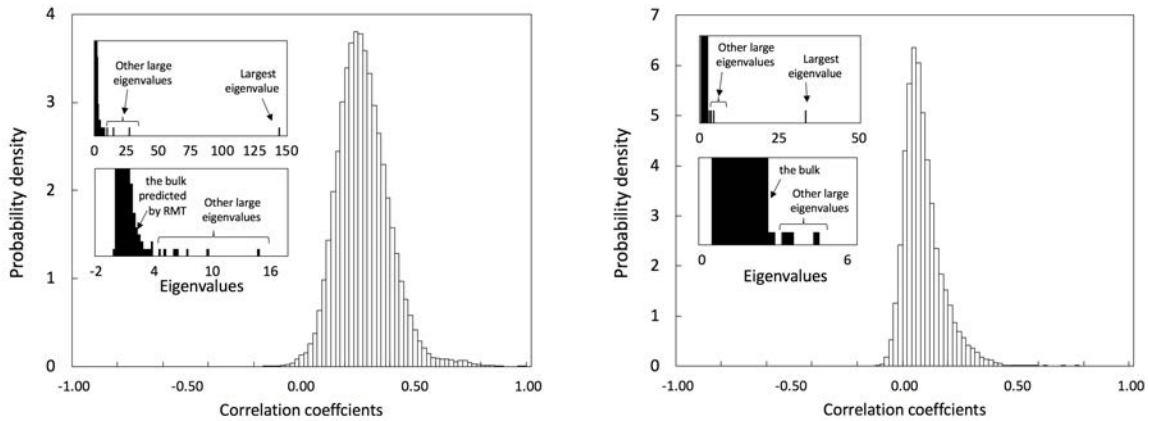 4
3
2
1
0
Probability density
Other large
eigenvalues
Largest
eigenvalue
0 25 50 75 100 125 150
the bulk
predicted
by RMT
Other large
eigenvalues
-2 4 10 16
Eigenvalues
-1.00 -0.50 0.00 0.50 1.00
Correlation coeffcients
7
6
5
4
3
2
1
0
Probability density
Other large
eigenvalues
Largest
eigenvalue
0 25 50
the bulk
Other large
eigenvalues
0 6
Eigenvalues
-1.00 -0.50 0.00 0.50 1.00
Correlation coeffcients